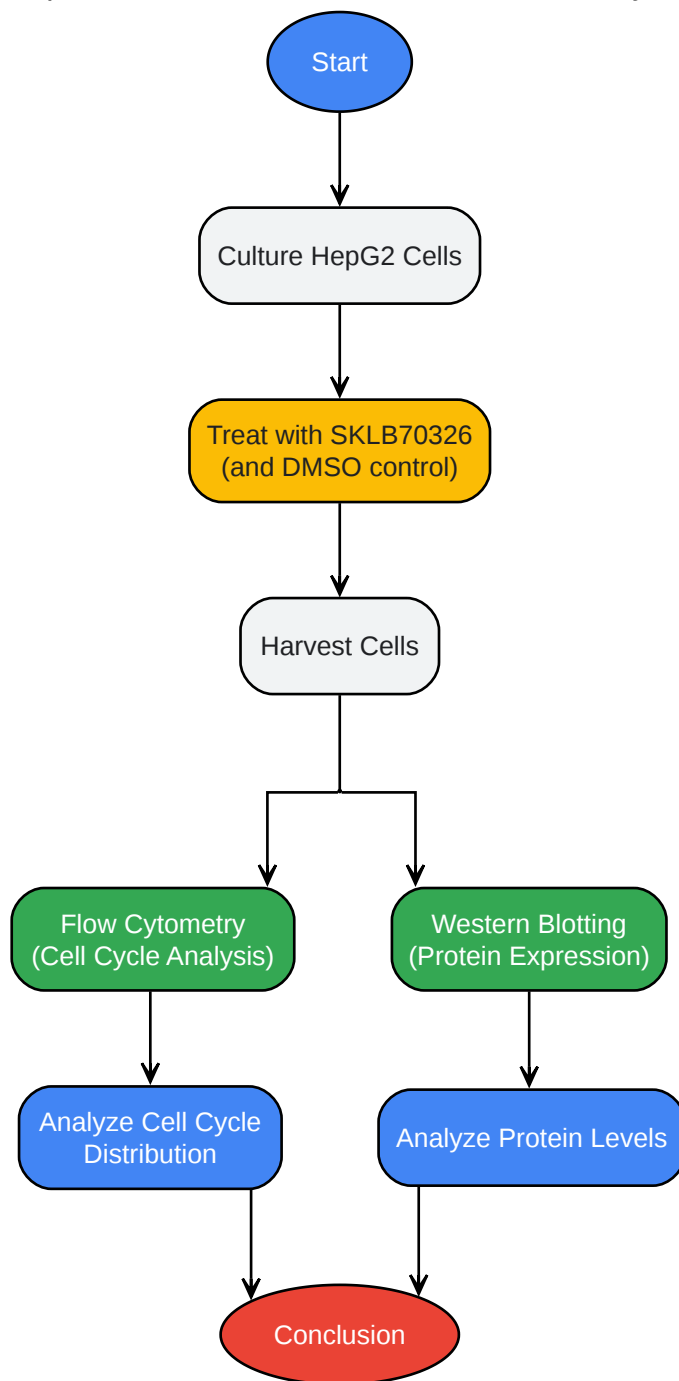 Start
Culture HepG2 Cells
Treat with SKLB70326
(and DMSO control)
Harvest Cells
Flow Cytometry
(Cell Cycle Analysis)
Western Blotting
(Protein Expression)
Analyze Cell Cycle
Distribution
Analyze Protein Levels
Conclusion